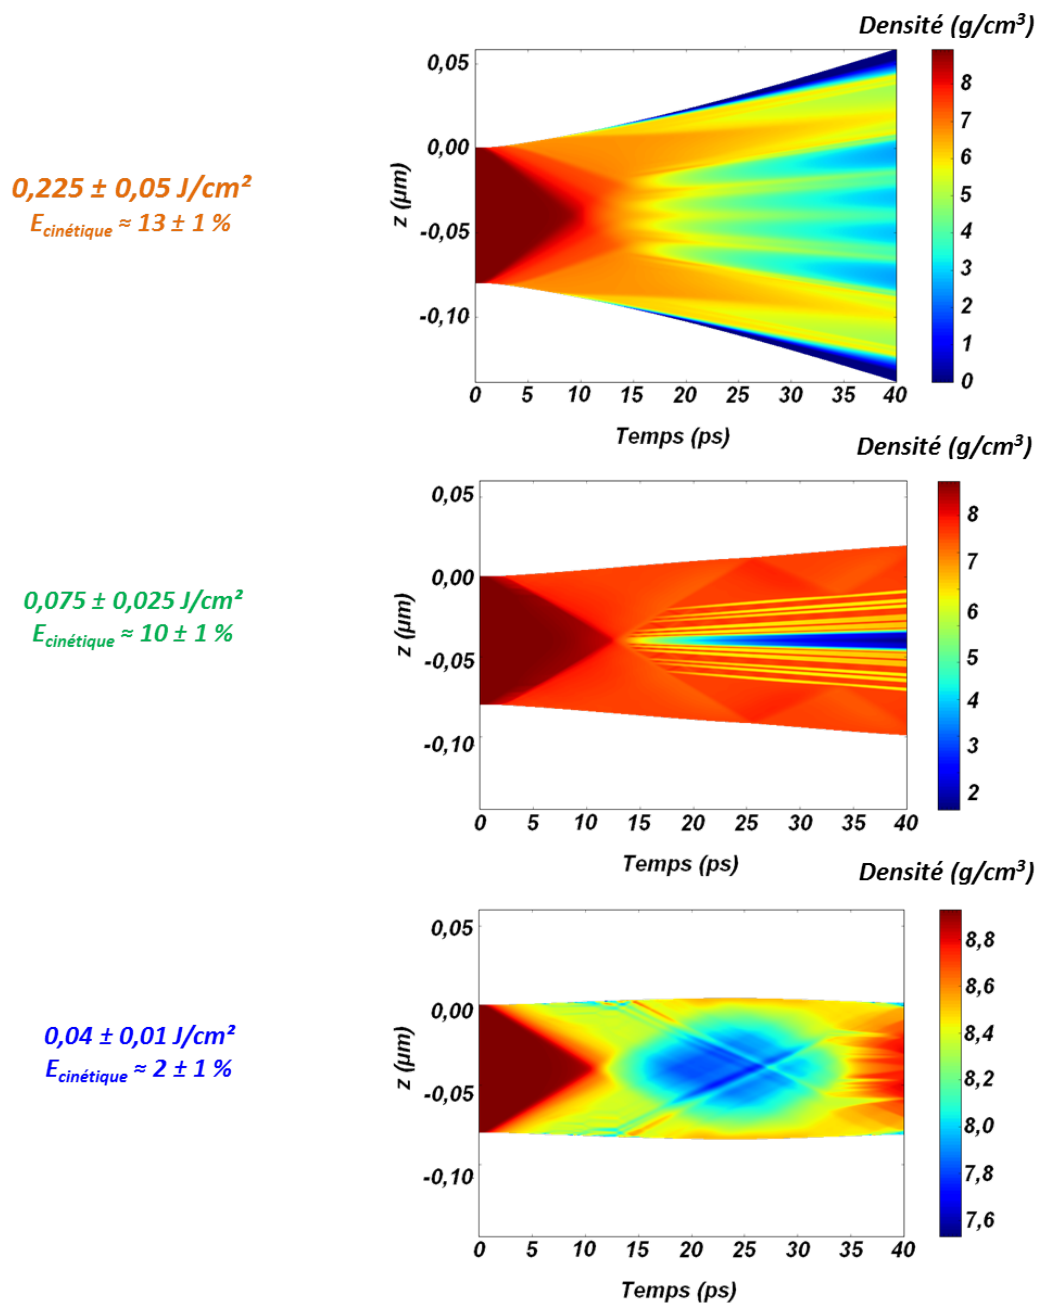 Densité (g/cm³)
0,05
0,00
-0,05
-0,10
z (µm)
8
7
6
5
4
3
2
1
0
0 5 10 15 20 25 30 35 40
Temps (ps)
0,225 ± 0,05 J/cm²
Ecinétique ≈ 13 ± 1 %
Densité (g/cm³)
0,05
0,00
-0,05
-0,10
z (µm)
8
7
6
5
4
3
2
0 5 10 15 20 25 30 35 40
Temps (ps)
0,075 ± 0,025 J/cm²
Ecinétique ≈ 10 ± 1 %
Densité (g/cm³)
0,05
0,00
-0,05
-0,10
z (µm)
8,8
8,6
8,4
8,2
8,0
7,8
7,6
0 5 10 15 20 25 30 35 40
Temps (ps)
0,04 ± 0,01 J/cm²
Ecinétique ≈ 2 ± 1 %